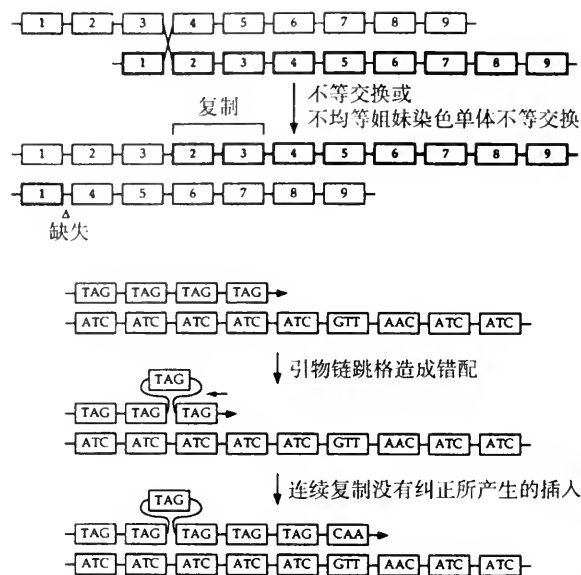 1 2 3 4 5 6 7 8 9
1 2 3 4 5 6 7 8 9
复制
不等交换或
不均等姐妹染色单体不等交换
1 2 3 2 3 4 5 6 7 8 9
1 4 5 6 7 8 9
缺失
TAG TAG TAG TAG
ATC ATC ATC ATC ATC GTT AAC ATC ATC
引物链跳格造成错配
TAG
TAG TAG TAG
ATC ATC ATC ATC ATC GTT AAC ATC ATC
连续复制没有纠正所产生的插入
TAG
TAG TAG TAG TAG TAG CAA
ATC ATC ATC ATC ATC GTT AAC ATC ATC